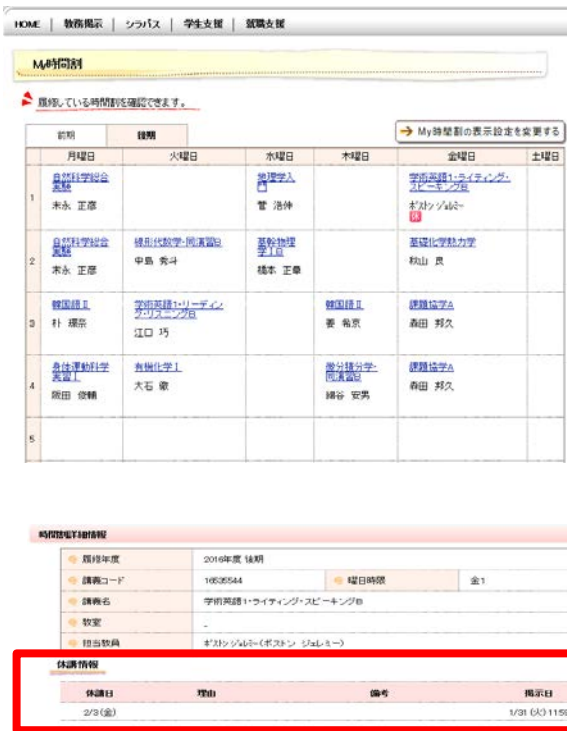 HOME | 教務掲示 | シラバス | 学生支援 | 就職支援
My時間割
履修している時間割を確認できます。
前期 後期 My時間割の表示設定を変更する
月曜日 火曜日 水曜日 木曜日 金曜日 土曜日
1
自然科学総合実験
末永 正彦
地理学入門
菅 浩伸
学術英語1・ライティング・スピーキングB
ボストン ジェレミー
休
2
自然科学総合実験
末永 正彦
線形代数学・同演習B
中島 秀斗
基幹物理学ⅠB
橋本 正章
基礎化学熱力学
秋山 良
3
韓国語Ⅱ
朴 珊奈
学術英語1・リーディング・リスニングB
江口 巧
韓国語Ⅱ
姜 希京
課題協学A
森田 邦久
4
身体運動科学実習Ⅰ
阪田 俊輔
有機化学Ⅰ
大石 徹
微分積分学・同演習B
綿谷 安男
課題協学A
森田 邦久
5
時間割詳細情報
履修年度 2016年度 後期
講義コード 16535544 曜日時限 金1
講義名 学術英語1・ライティング・スピーキングB
教室 -
担当教員 ボストン ジェレミー(ボストン ジェレミー)
休講情報
休講日 理由 備考 掲示日
2/3 (金) 1/31 (火) 1159